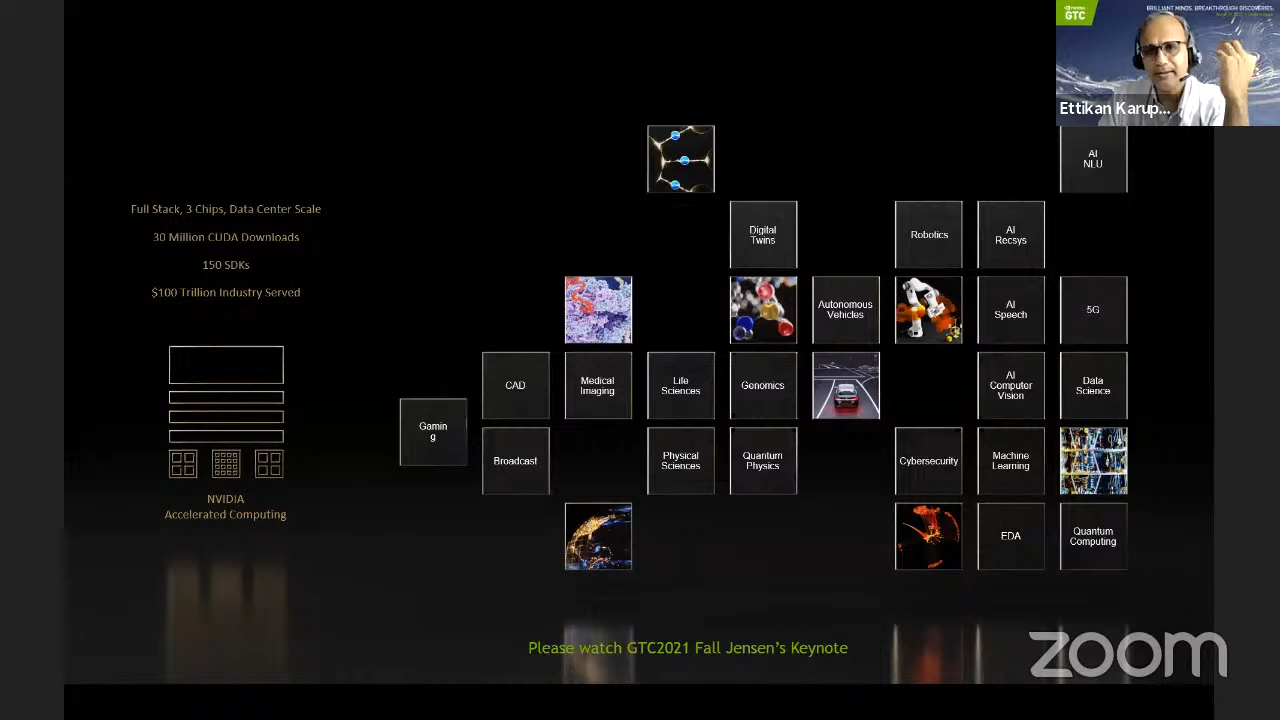 NVIDIA
GTC
BRILLIANT MINDS. BREAKTHROUGH DISCOVERIES.
Ettikan Karup...
Full Stack, 3 Chips, Data Center Scale
30 Million CUDA Downloads
150 SDKs
$100 Trillion Industry Served
NVIDIA
Accelerated Computing
AI
NLU
Digital
Twins
Robotics
AI
Recsys
Autonomous
Vehicles
AI
Speech
5G
CAD
Medical
Imaging
Life
Sciences
Genomics
AI
Computer
Vision
Data
Science
Gamin
g
Broadcast
Physical
Sciences
Quantum
Physics
Cybersecurity
Machine
Learning
EDA
Quantum
Computing
Please watch GTC2021 Fall Jensen's Keynote
zoom